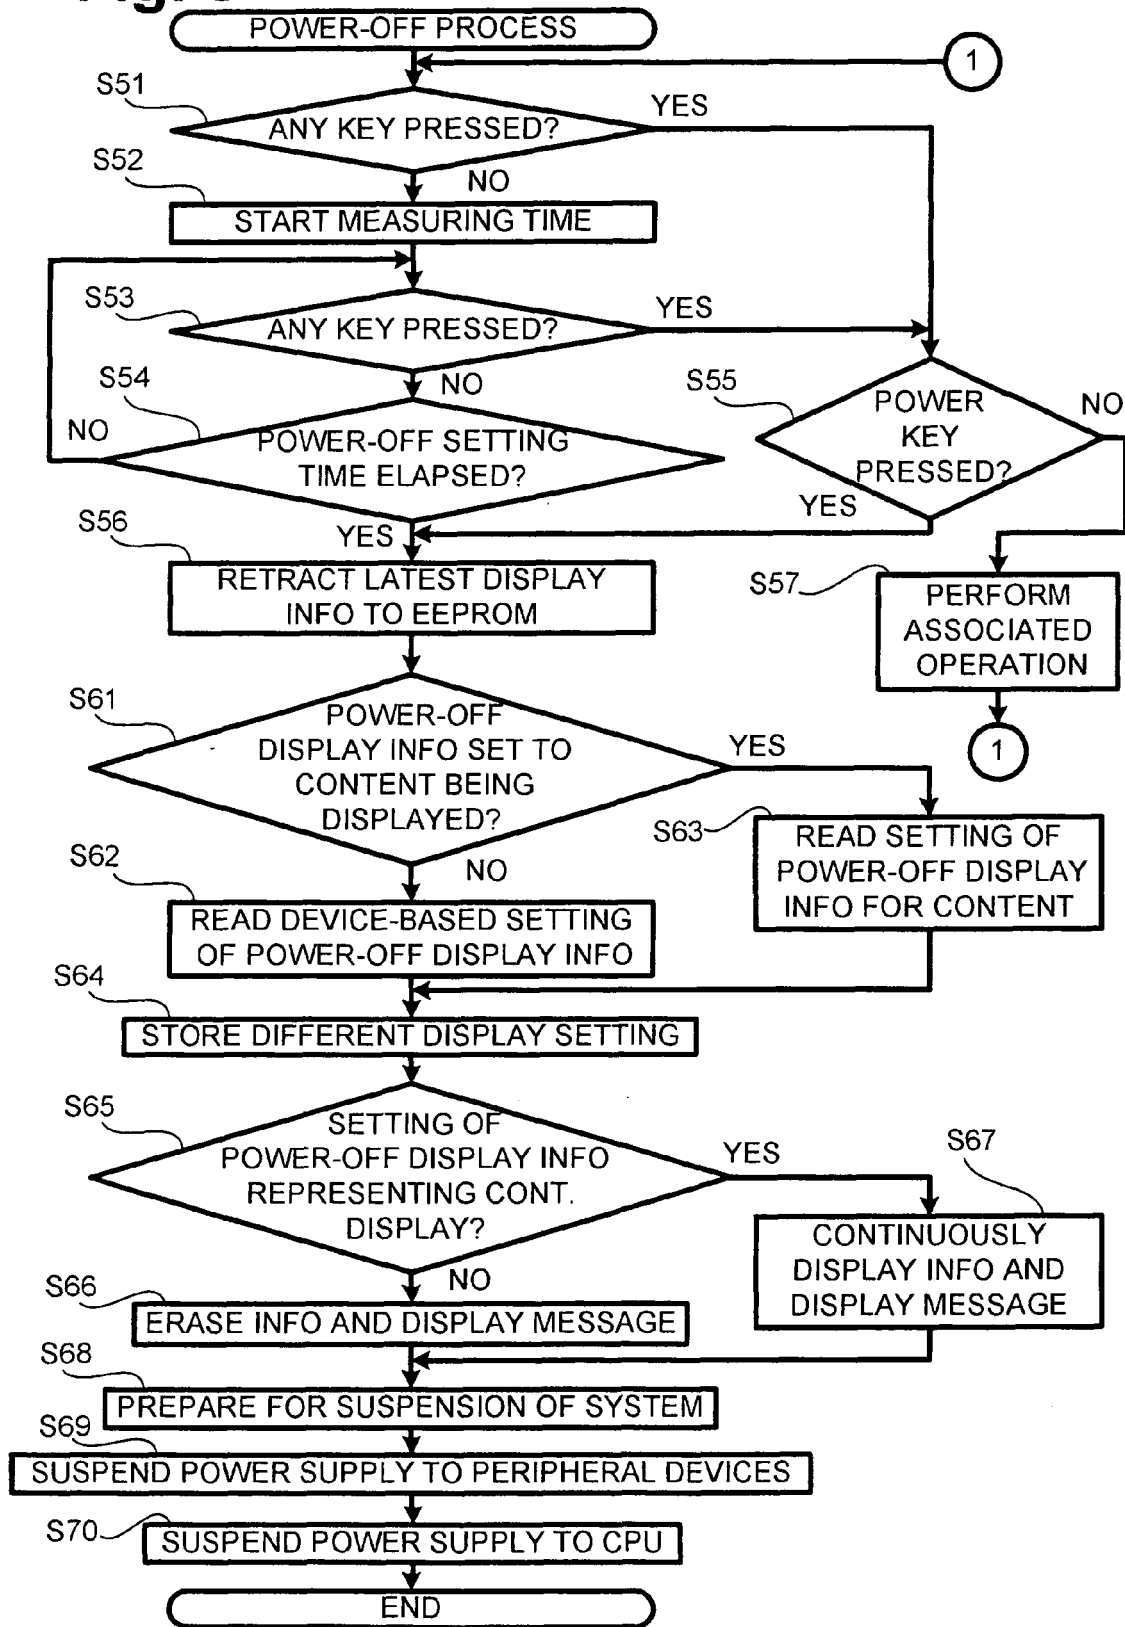 POWER-OFF PROCESS
1
S51
ANY KEY PRESSED?
YES
S52
NO
START MEASURING TIME
S53
ANY KEY PRESSED?
YES
S54
NO
POWER-OFF SETTING
TIME ELAPSED?
NO
S55
POWER
KEY
PRESSED?
NO
YES
S56
YES
RETRACT LATEST DISPLAY
INFO TO EEPROM
S57
PERFORM
ASSOCIATED
OPERATION
1
S61
POWER-OFF
DISPLAY INFO SET TO
CONTENT BEING
DISPLAYED?
YES
S63
READ SETTING OF
POWER-OFF DISPLAY
INFO FOR CONTENT
S62
NO
READ DEVICE-BASED SETTING
OF POWER-OFF DISPLAY INFO
S64
STORE DIFFERENT DISPLAY SETTING
S65
SETTING OF
POWER-OFF DISPLAY INFO
REPRESENTING CONT.
DISPLAY?
YES
S67
CONTINUOUSLY
DISPLAY INFO AND
DISPLAY MESSAGE
S66
NO
ERASE INFO AND DISPLAY MESSAGE
S68
PREPARE FOR SUSPENSION OF SYSTEM
S69
SUSPEND POWER SUPPLY TO PERIPHERAL DEVICES
S70
SUSPEND POWER SUPPLY TO CPU
END